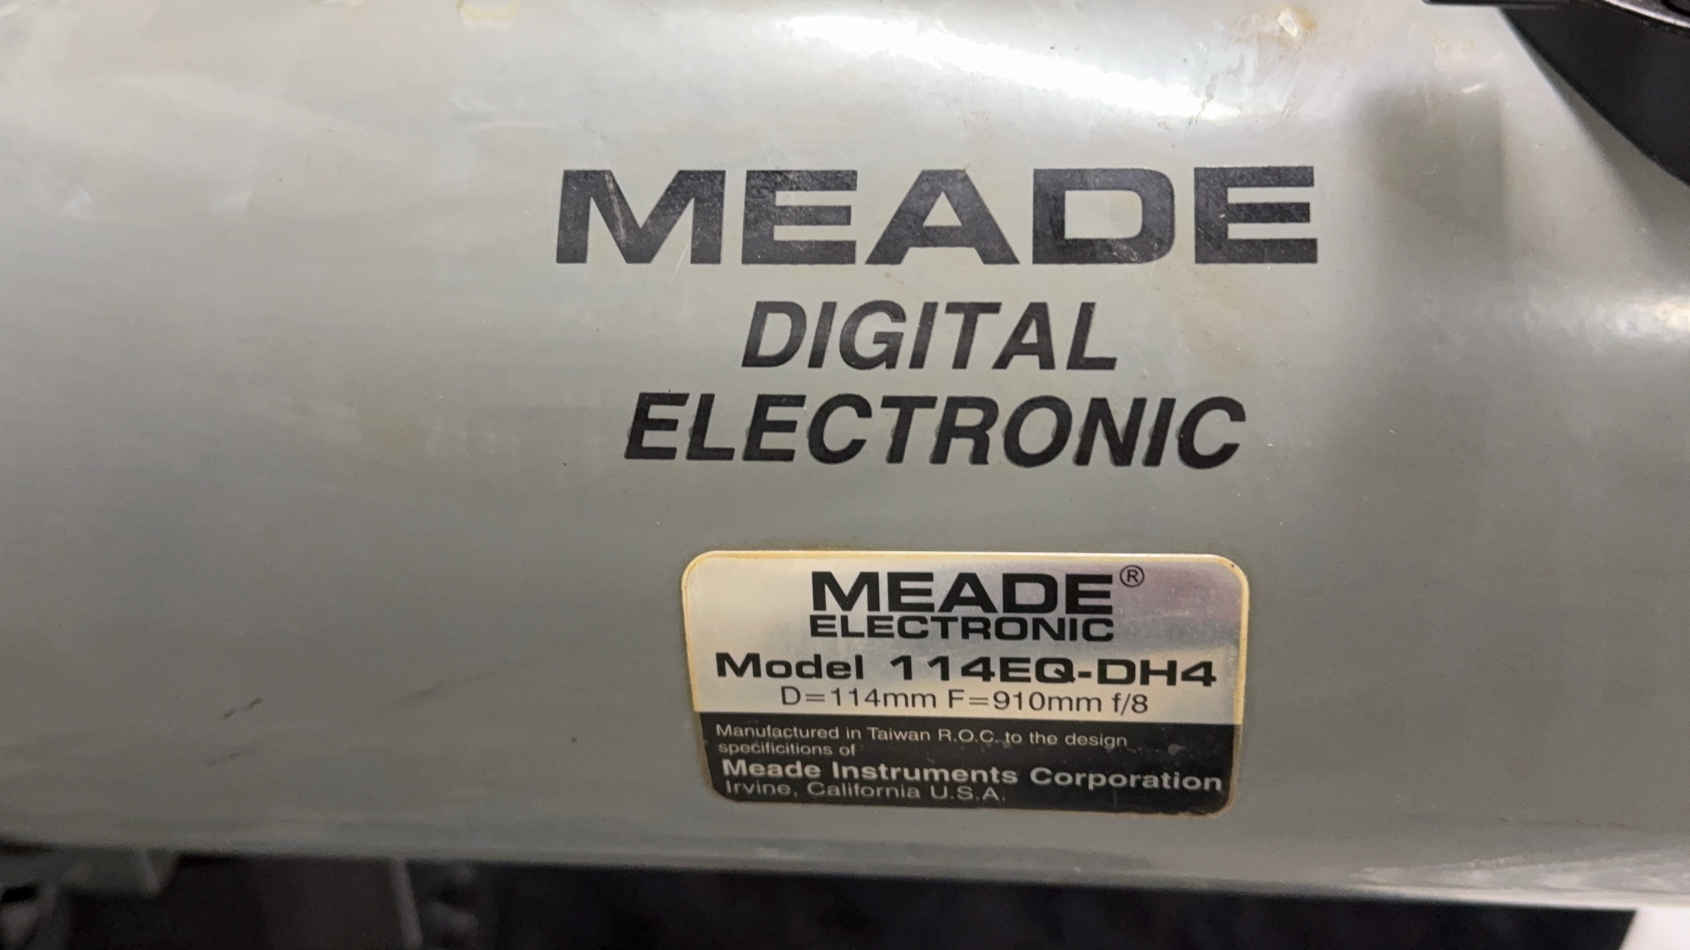 MEADE
DIGITAL
ELECTRONIC
MEADE®
ELECTRONIC
Model 114EQ-DH4
D=114mm F=910mm f/8
Manufactured in Taiwan R.O.C. to the design
specificitions of
Meade Instruments Corporation
Irvine, California U.S.A.